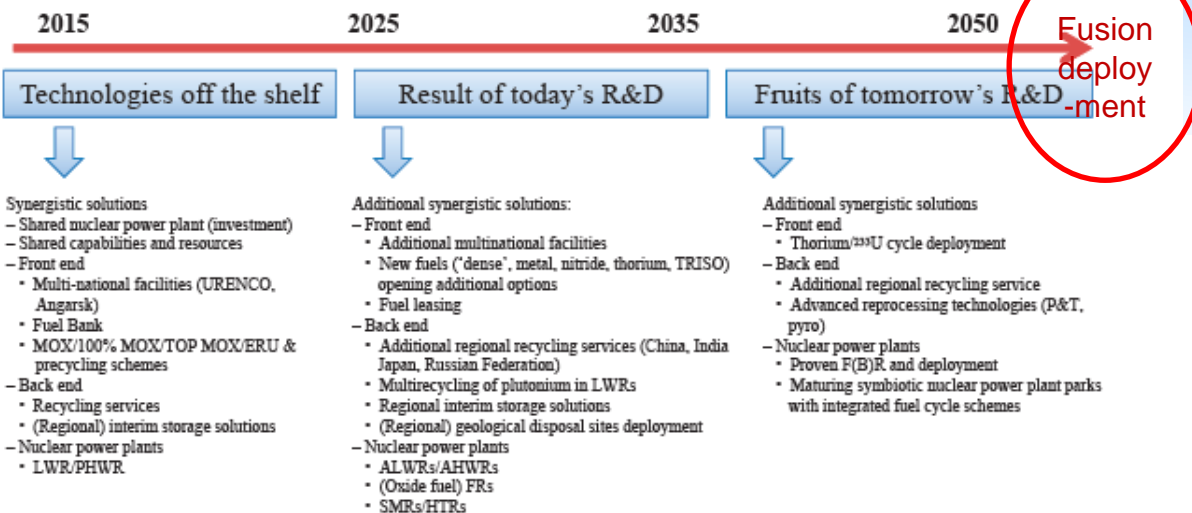 2015
2025
2035
2050
Fusion
deploy
-ment
Technologies off the shelf
Result of today's R&D
Fruits of tomorrow's R&D
Synergistic solutions
– Shared nuclear power plant (investment)
– Shared capabilities and resources
– Front end
▪ Multi-national facilities (URENCO,
Angarsk)
▪ Fuel Bank
▪ MOX/100% MOX/TOP MOX/ERU &
precycling schemes
– Back end
▪ Recycling services
▪ (Regional) interim storage solutions
– Nuclear power plants
▪ LWR/PHWR
Additional synergistic solutions:
– Front end
▪ Additional multinational facilities
▪ New fuels ('dense', metal, nitride, thorium, TRISO)
opening additional options
▪ Fuel leasing
– Back end
▪ Additional regional recycling services (China, India
Japan, Russian Federation)
▪ Multirecycling of plutonium in LWRs
▪ Regional interim storage solutions
▪ (Regional) geological disposal sites deployment
– Nuclear power plants
▪ ALWRs/AHWRs
▪ (Oxide fuel) FRs
▪ SMRs/HTRs
Additional synergistic solutions
– Front end
▪ Thorium/²³³U cycle deployment
– Back end
▪ Additional regional recycling service
▪ Advanced reprocessing technologies (P&T,
pyro)
– Nuclear power plants
▪ Proven F(B)R and deployment
▪ Maturing symbiotic nuclear power plant parks
with integrated fuel cycle schemes